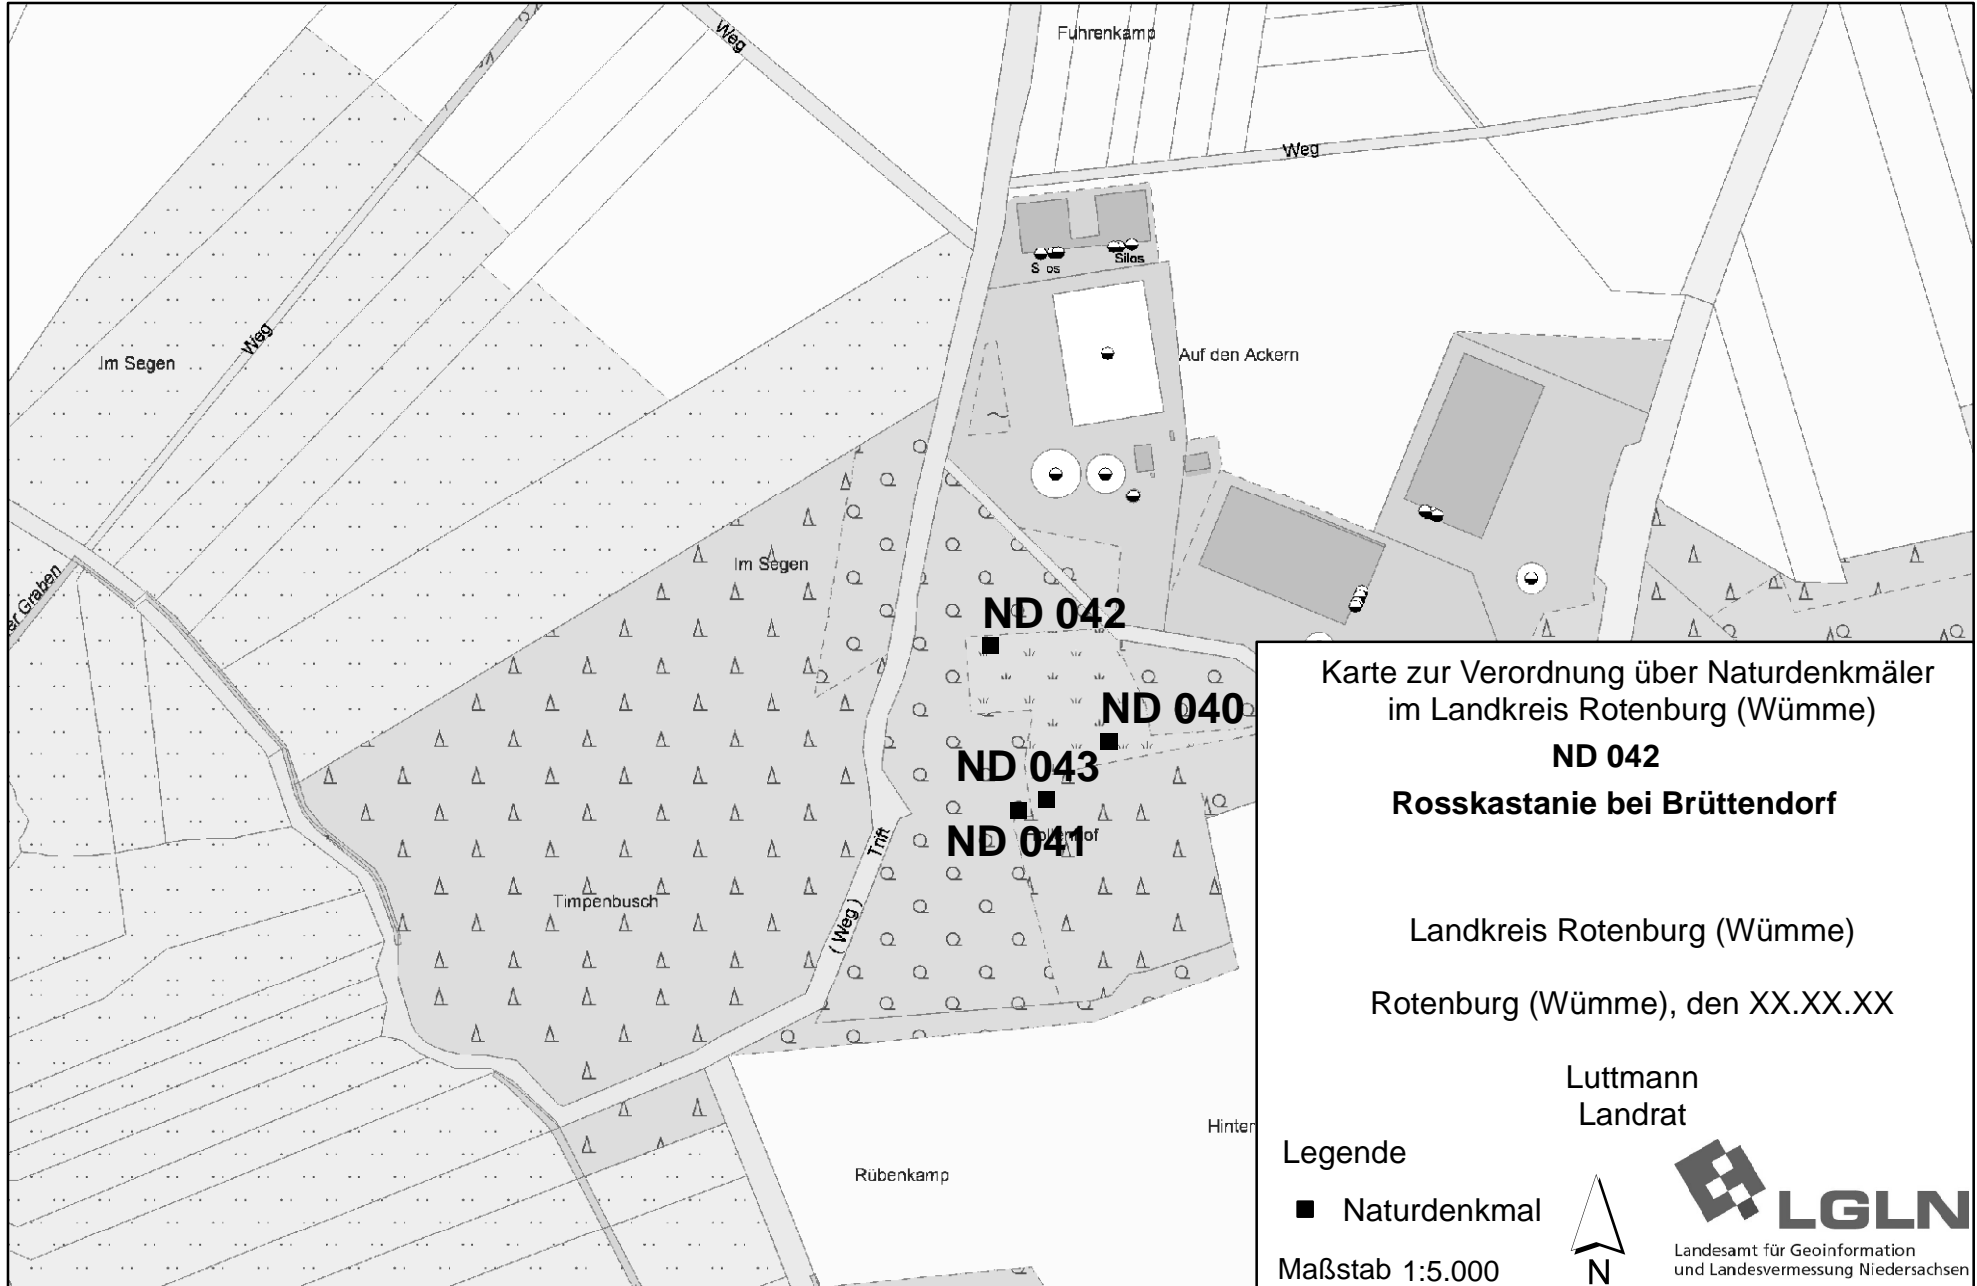 Fuhrenkamp
Weg
Weg
Silos
Auf den Ackern
Weg
Im Segen
Im Segen
er Graben
ND 042
ND 040
ND 043
ND 041
Trift
(Weg)
Timpenbusch
Rübenkamp
Hinter
Karte zur Verordnung über Naturdenkmäler
im Landkreis Rotenburg (Wümme)
ND 042
Rosskastanie bei Brüttendorf
Landkreis Rotenburg (Wümme)
Rotenburg (Wümme), den XX.XX.XX
Luttmann
Landrat
Legende
Naturdenkmal
Maßstab 1:5.000
N
LGLN
Landesamt für Geoinformation
und Landesvermessung Niedersachsen